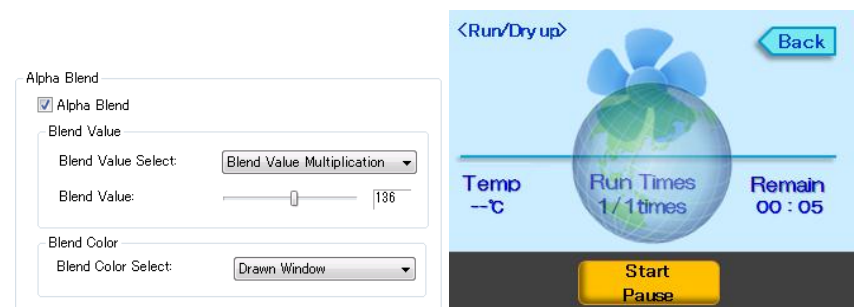 Alpha Blend
Alpha Blend
Blend Value
Blend Value Select:
Blend Value Multiplication
Blend Value:
136
Blend Color
Blend Color Select:
Drawn Window
<Run/Dry up>
Back
Temp
--℃
Run Times
1/1times
Remain
00:05
Start
Pause